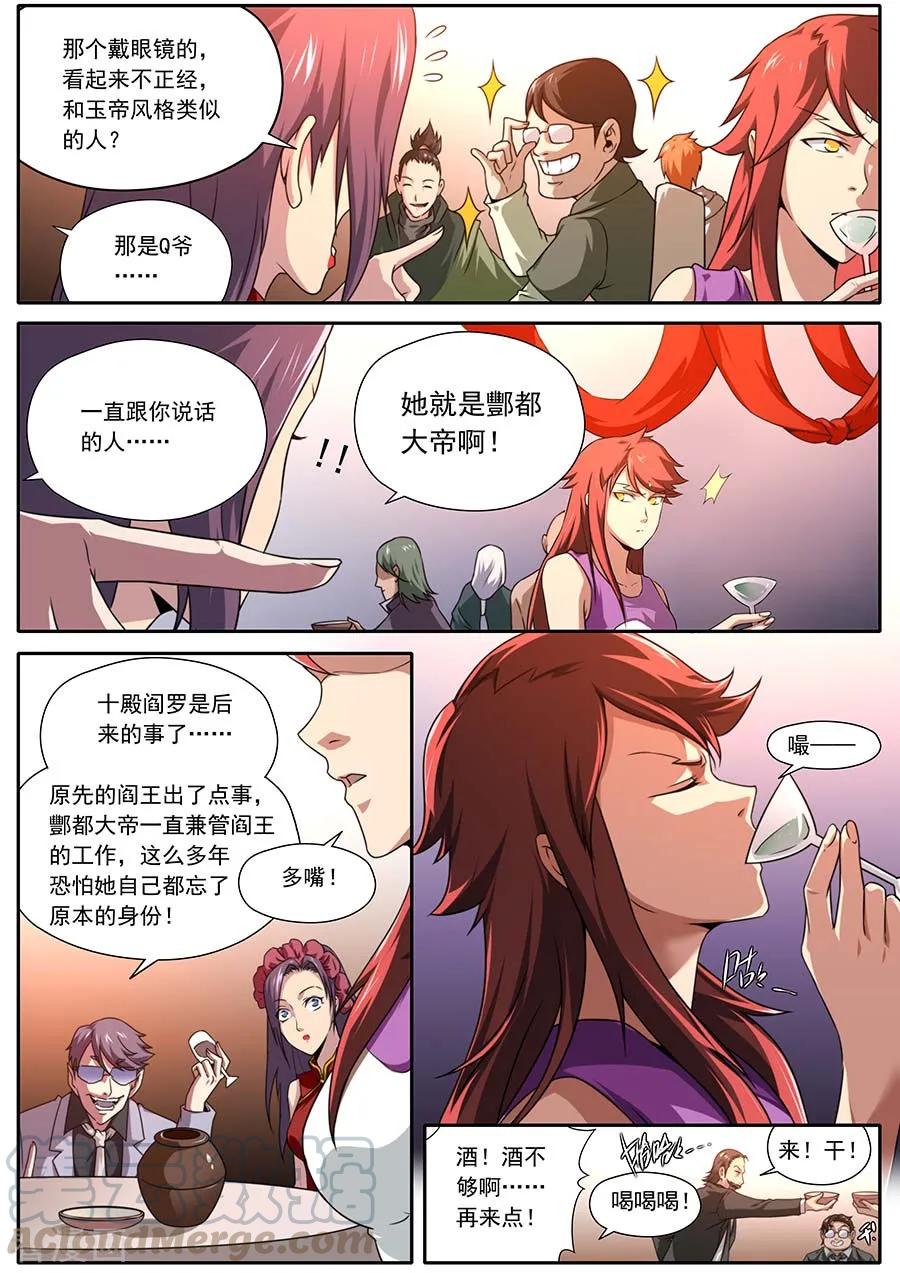 那个戴眼镜的，
看起来不正经，
和玉帝风格类似
的人？
那是Q爷
……
一直跟你说话
的人……
！！
她就是酆都
大帝啊！
十殿阎罗是后
来的事了……
原先的阎王出了点事，
酆都大帝一直兼管阎王
的工作，这么多年
恐怕她自己都忘了
原本的身份！
多嘴！
嘬——
咕
酒！酒不
够啊……
再来点！
喝喝喝！
来！干！
AcloudMerge.com